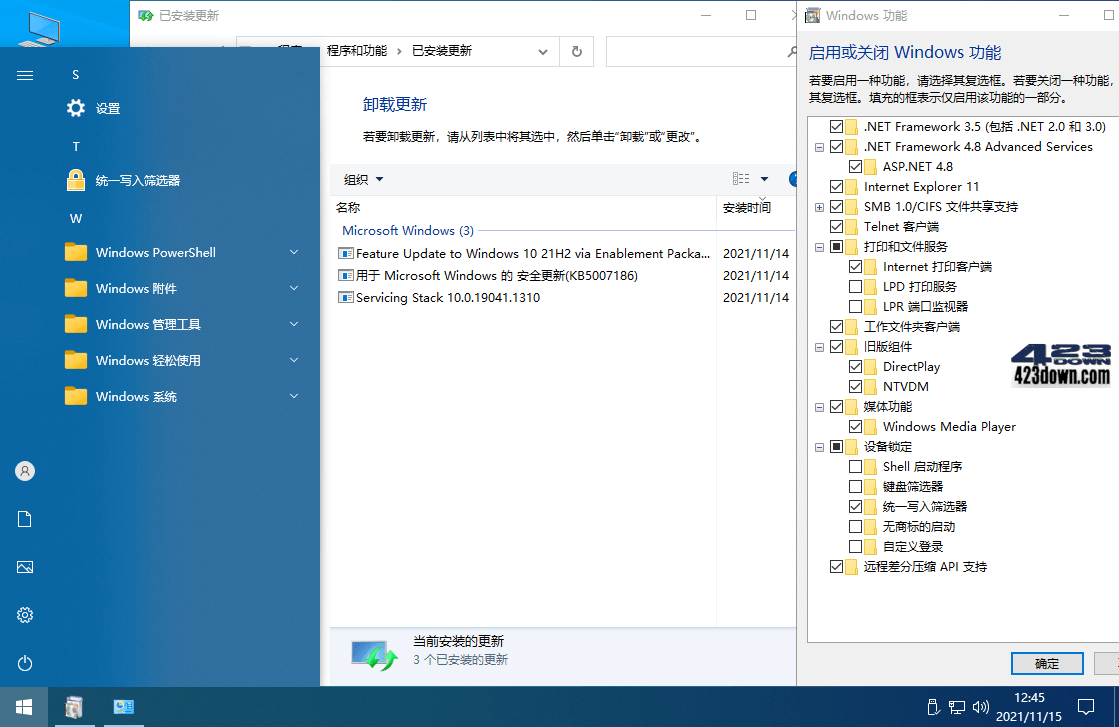 已安装更新
程序和功能 › 已安装更新
S
设置
T
统一写入筛选器
W
Windows PowerShell
Windows 附件
Windows 管理工具
Windows 轻松使用
Windows 系统
卸载更新
若要卸载更新，请从列表中将其选中，然后单击“卸载”或“更改”。
组织
名称
安装时间
Microsoft Windows (3)
Feature Update to Windows 10 21H2 via Enablement Packa... 2021/11/14
用于 Microsoft Windows 的 安全更新(KB5007186) 2021/11/14
Servicing Stack 10.0.19041.1310 2021/11/14
当前安装的更新
3 个已安装的更新
Windows 功能
启用或关闭 Windows 功能
若要启用一种功能，请选择其复选框。若要关闭一种功能，
其复选框。填充的框表示仅启用该功能的一部分。
.NET Framework 3.5 (包括 .NET 2.0 和 3.0)
.NET Framework 4.8 Advanced Services
ASP.NET 4.8
Internet Explorer 11
SMB 1.0/CIFS 文件共享支持
Telnet 客户端
打印和文件服务
Internet 打印客户端
LPD 打印服务
LPR 端口监视器
工作文件夹客户端
旧版组件
DirectPlay
NTVDM
媒体功能
Windows Media Player
设备锁定
Shell 启动程序
键盘筛选器
统一写入筛选器
无商标的启动
自定义登录
远程差分压缩 API 支持
423
DOWN
423down.com
确定
12:45
2021/11/15